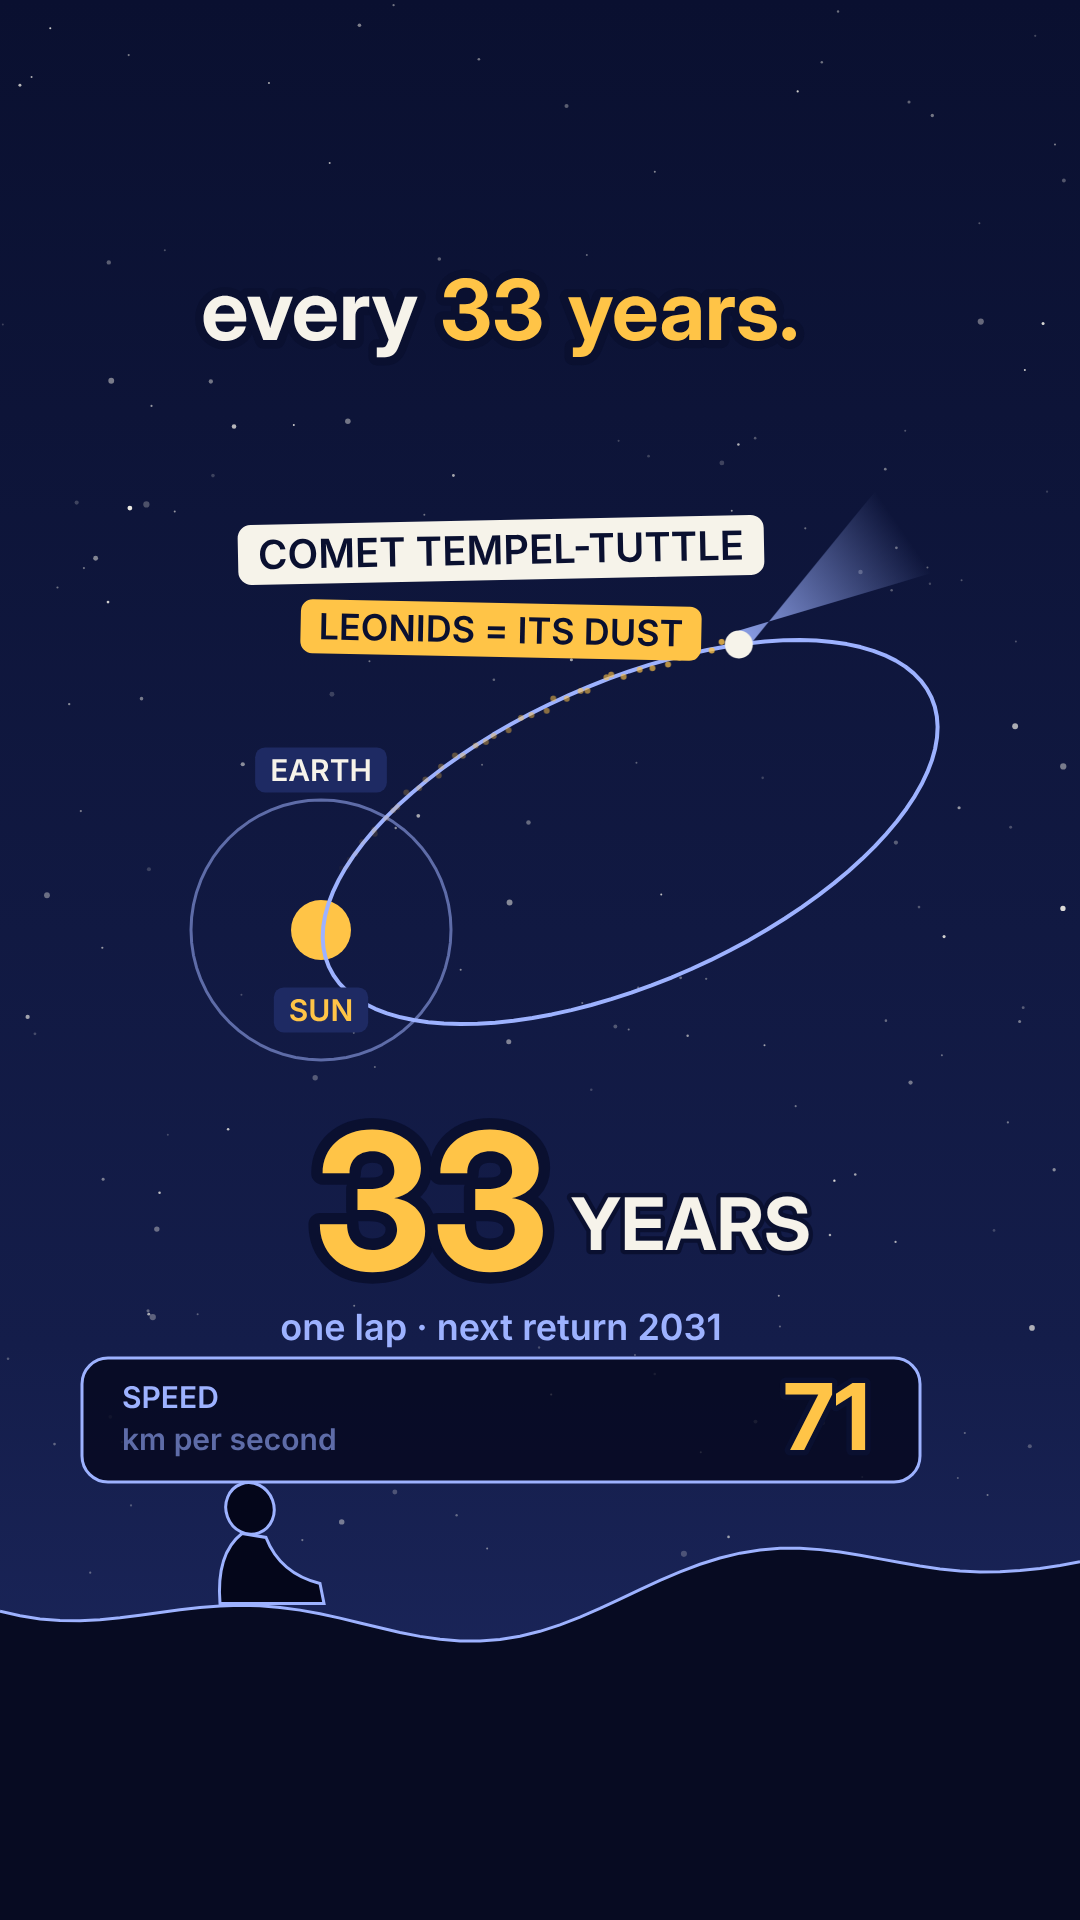 every 33 years.
COMET TEMPEL-TUTTLE
LEONIDS = ITS DUST
EARTH
SUN
33 YEARS
one lap · next return 2031
SPEED
km per second
71